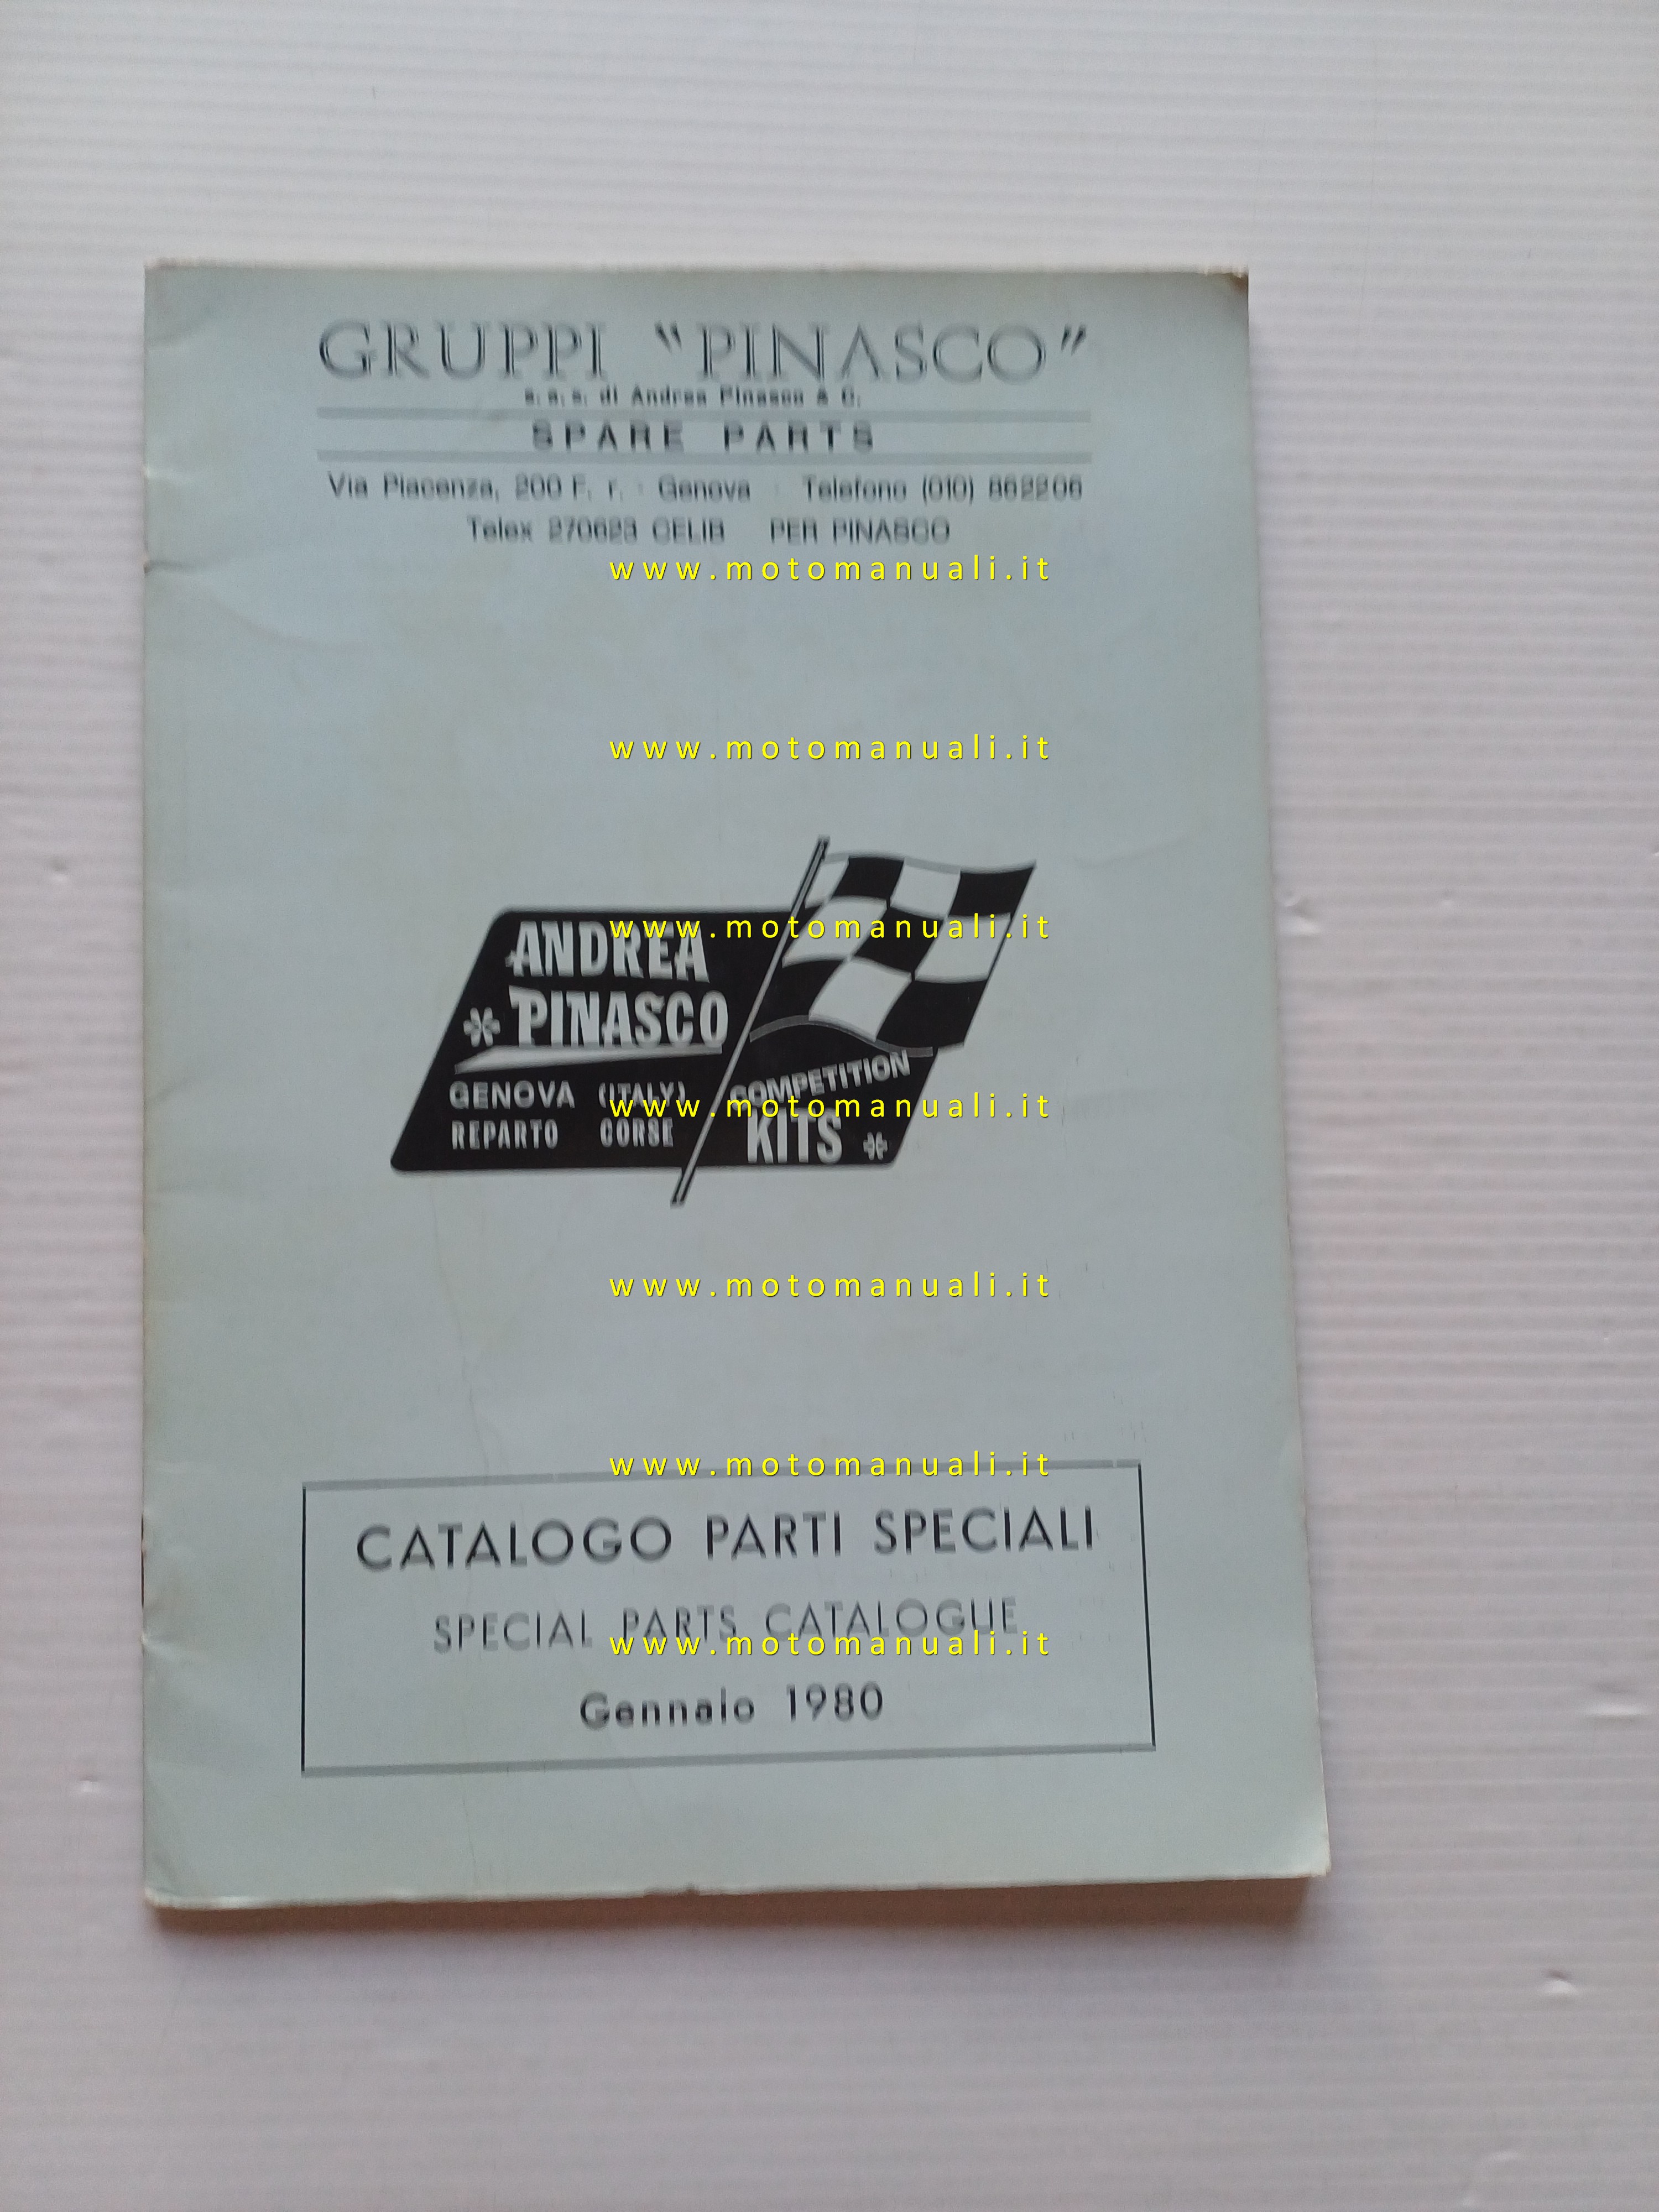 GRUPPI "PINASCO"
s.a.s. di Andrea Pinasco & C.
SPARE PARTS
Via Piacenza, 200 F. r. - Genova Telefono (010) 862206
Telex 270623 CELIB PER PINASCO
www.motomanuali.it
www.motomanuali.it
www.motomanuali.it
ANDREA
* PINASCO
GENOVA (ITALY)
REPARTO CORSE
COMPETITION
KITS *
www.motomanuali.it
www.motomanuali.it
www.motomanuali.it
CATALOGO PARTI SPECIALI
SPECIAL PARTS CATALOGUE
www.motomanuali.it
Gennaio 1980